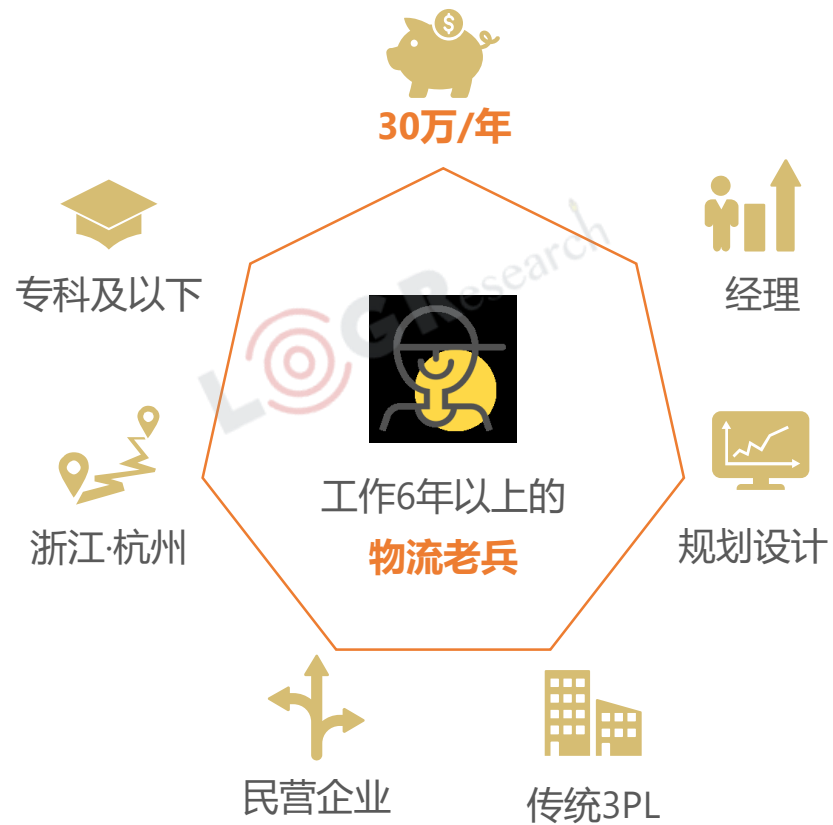 30万/年
专科及以下
经理
LOGResearch
工作6年以上的
物流老兵
浙江·杭州
规划设计
民营企业
传统3PL